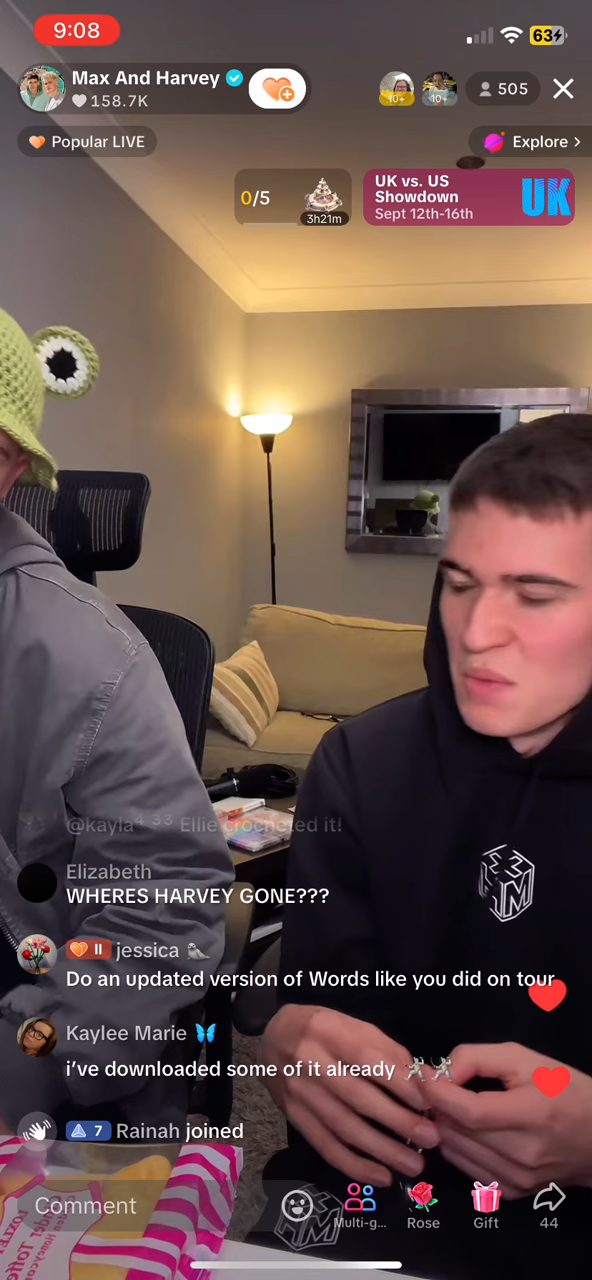 9:08
63
Max And Harvey
158.7K
10+
10+
505
Popular LIVE
Explore >
0/5
3h21m
UK vs. US
Showdown
Sept 12th-16th
UK
@kayla⁴ ³³ Ellie crocheted it!
Elizabeth
WHERES HARVEY GONE???
II jessica
Do an updated version of Words like you did on tour
Kaylee Marie
i've downloaded some of it already
7 Rainah joined
Comment
Multi-g...
Rose
Gift
44